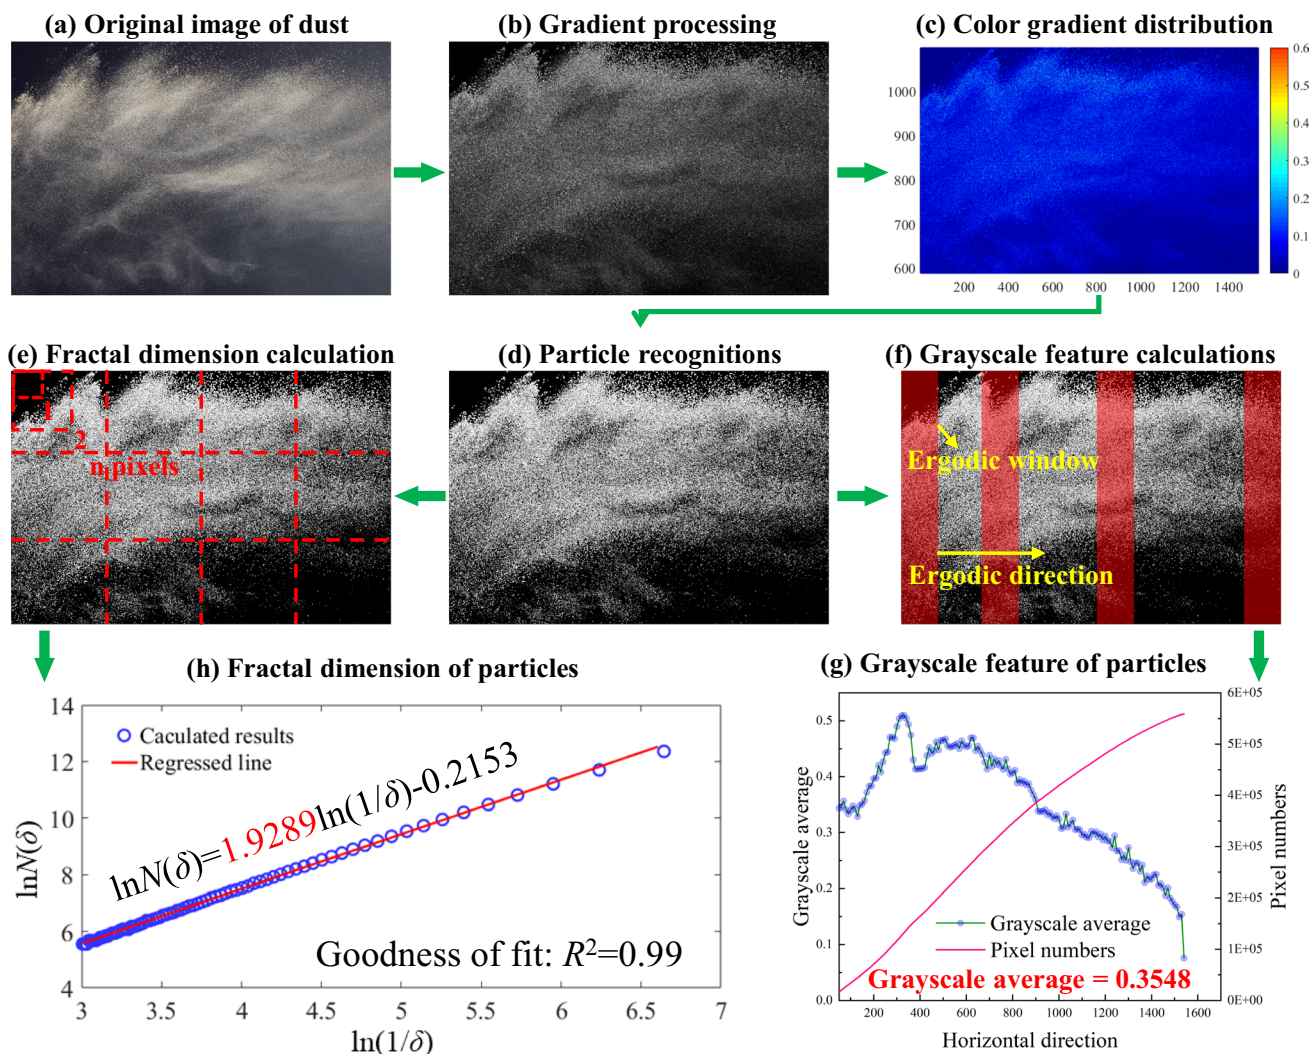 (a) Original image of dust
(b) Gradient processing
(c) Color gradient distribution
1000
900
800
700
600
200 400 600 800 1000 1200 1400
0.6
0.5
0.4
0.3
0.2
0.1
0
(e) Fractal dimension calculation
(d) Particle recognitions
(f) Grayscale feature calculations
2
n pixels
Ergodic window
Ergodic direction
(h) Fractal dimension of particles
14
12
10
8
6
4
lnN(δ)
Caculated results
Regressed line
lnN(δ)=1.9289ln(1/δ)-0.2153
Goodness of fit: R²=0.99
3 3.5 4 4.5 5 5.5 6 6.5 7
ln(1/δ)
(g) Grayscale feature of particles
0.5
0.4
0.3
0.2
0.1
0.0
Grayscale average
6E+05
5E+05
4E+05
3E+05
2E+05
1E+05
0E+00
Pixel numbers
Grayscale average
Pixel numbers
Grayscale average = 0.3548
200 400 600 800 1000 1200 1400 1600
Horizontal direction